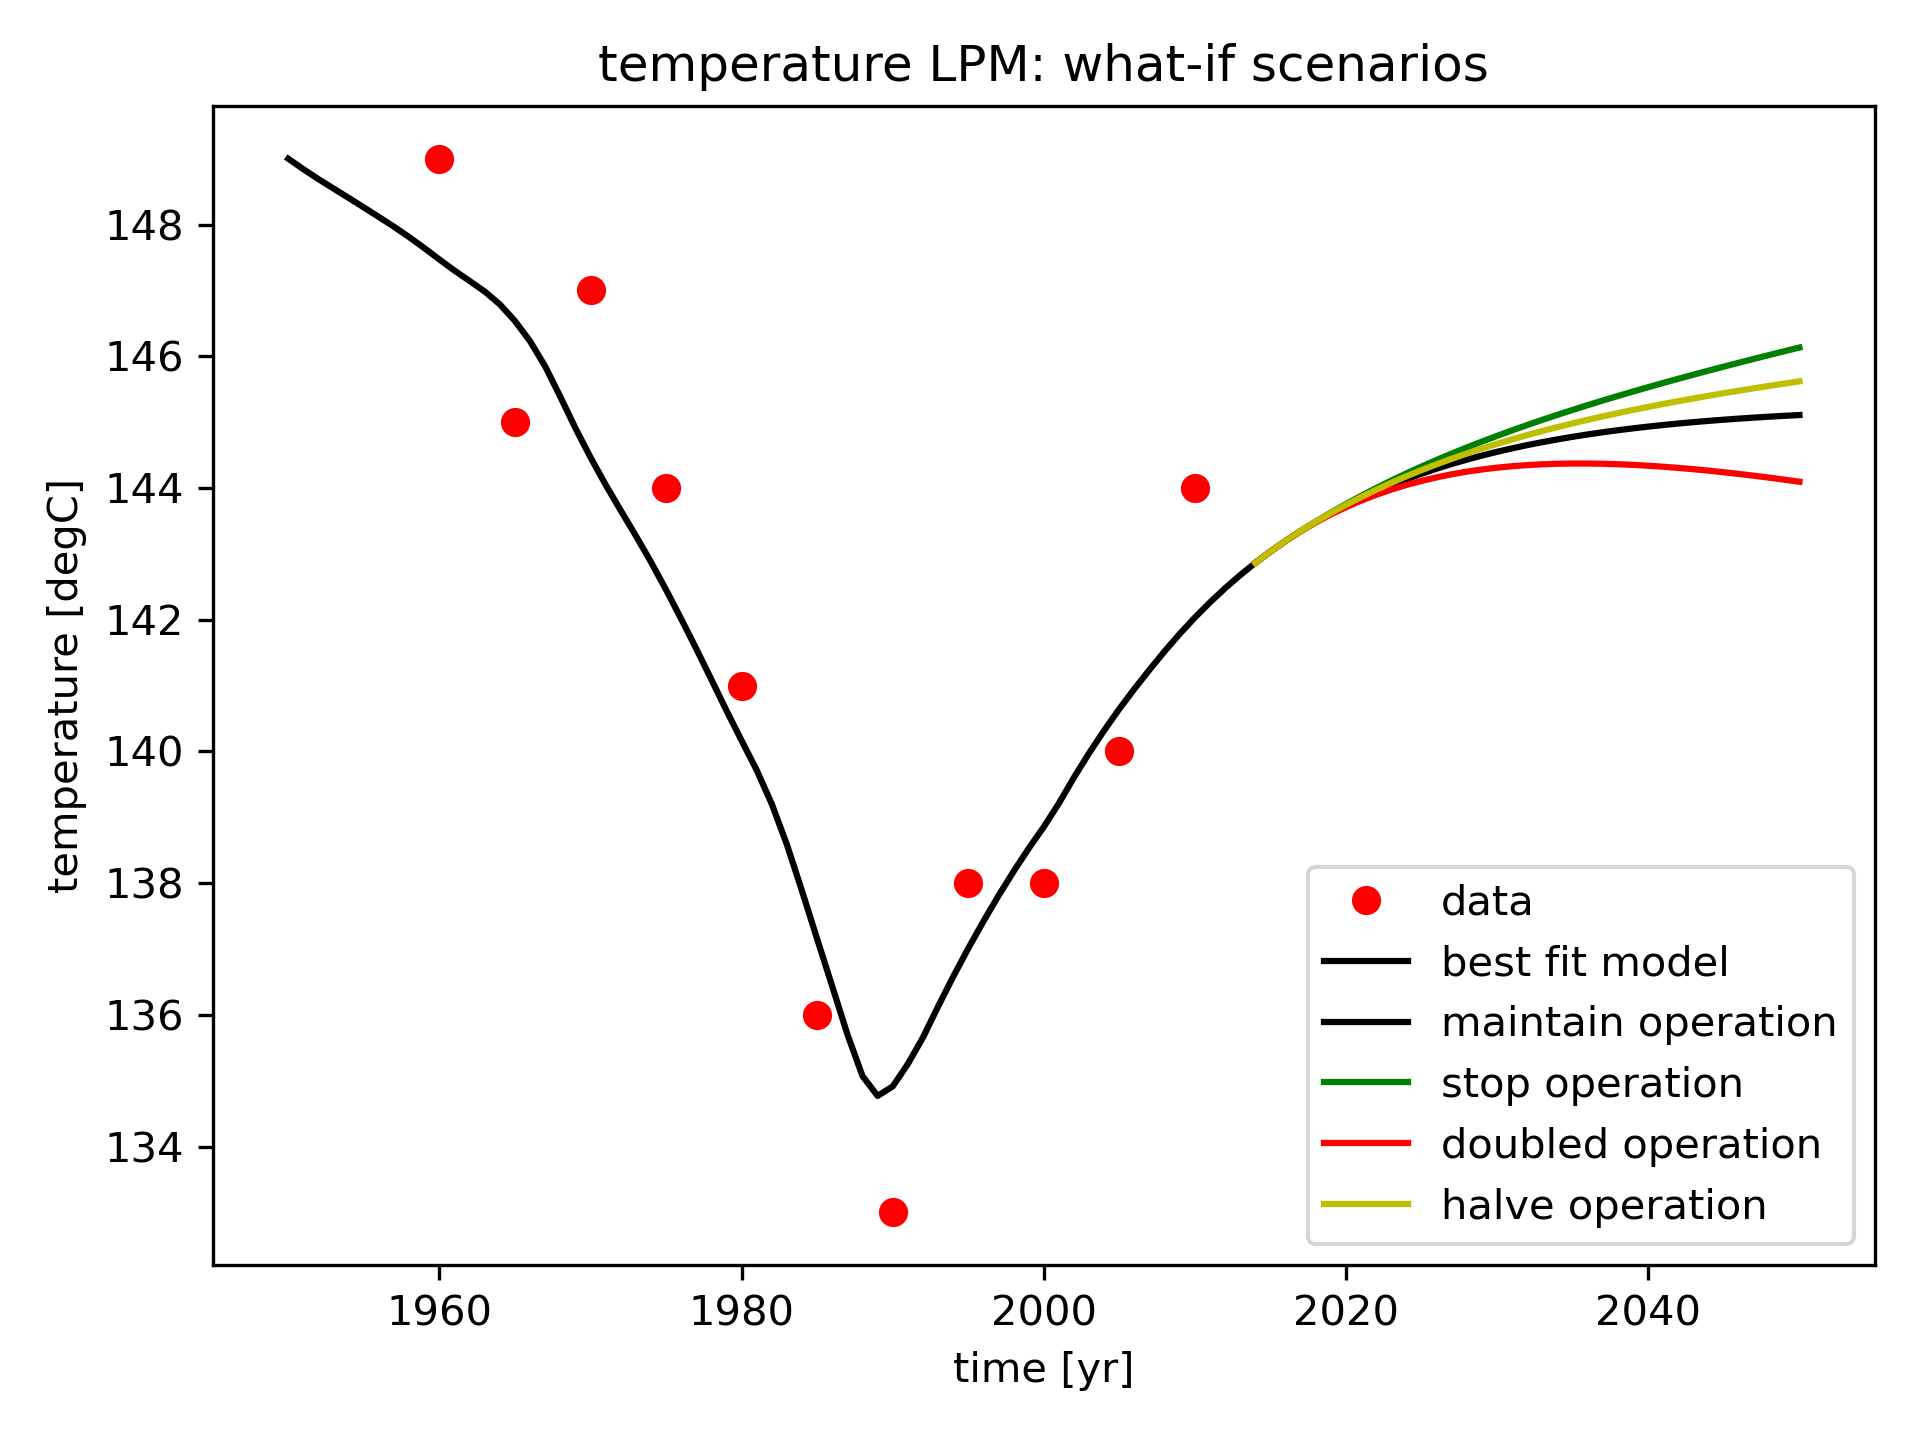 temperature LPM: what-if scenarios
temperature [degC]
148
146
144
142
140
138
136
134
1960
1980
2000
2020
2040
time [yr]
data
best fit model
maintain operation
stop operation
doubled operation
halve operation